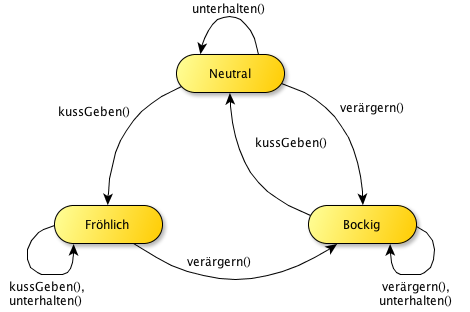 unterhalten()
Neutral
kussGeben()
verärgern()
kussGeben()
Fröhlich
Bockig
verärgern()
kussGeben(),
unterhalten()
verärgern(),
unterhalten()